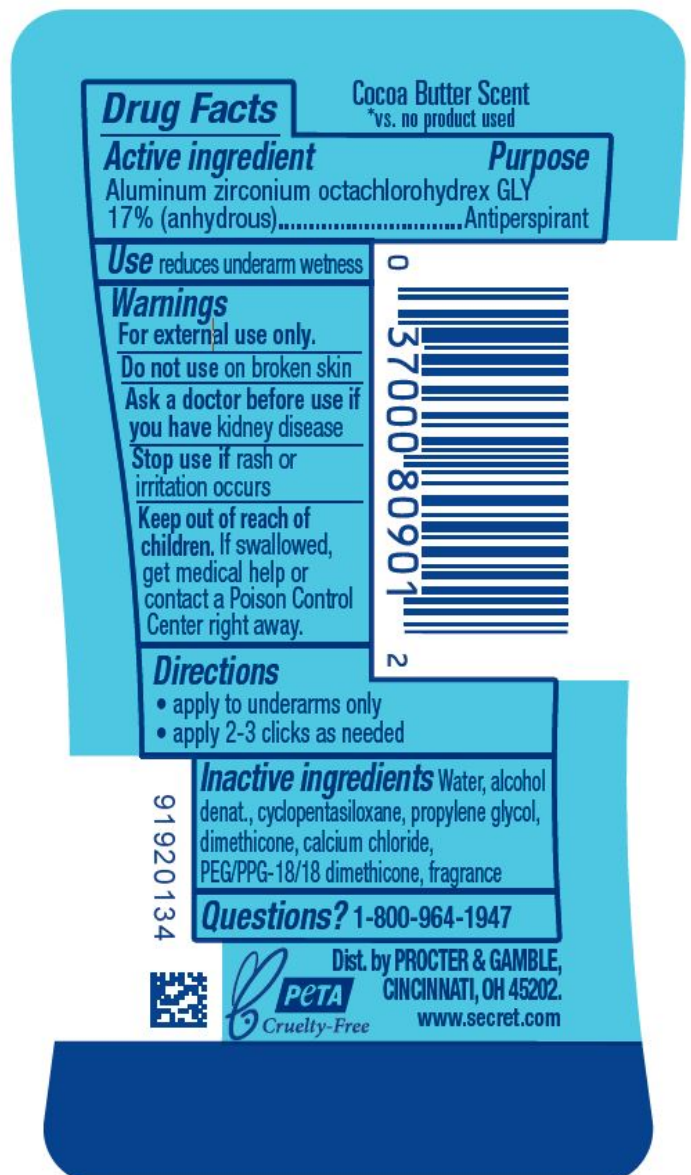 Cocoa Butter Scent
*vs. no product used
Drug Facts
Active ingredient Purpose
Aluminum zirconium octachlorohydrex GLY
17% (anhydrous)..............................Antiperspirant
Use reduces underarm wetness
Warnings
For external use only.
Do not use on broken skin
Ask a doctor before use if
you have kidney disease
Stop use if rash or
irritation occurs
Keep out of reach of
children. If swallowed,
get medical help or
contact a Poison Control
Center right away.
0 37000 80901 2
Directions
• apply to underarms only
• apply 2-3 clicks as needed
Inactive ingredients Water, alcohol
denat., cyclopentasiloxane, propylene glycol,
dimethicone, calcium chloride,
PEG/PPG-18/18 dimethicone, fragrance
Questions? 1-800-964-1947
91920134
PeTA
Cruelty-Free
Dist. by PROCTER & GAMBLE,
CINCINNATI, OH 45202.
www.secret.com